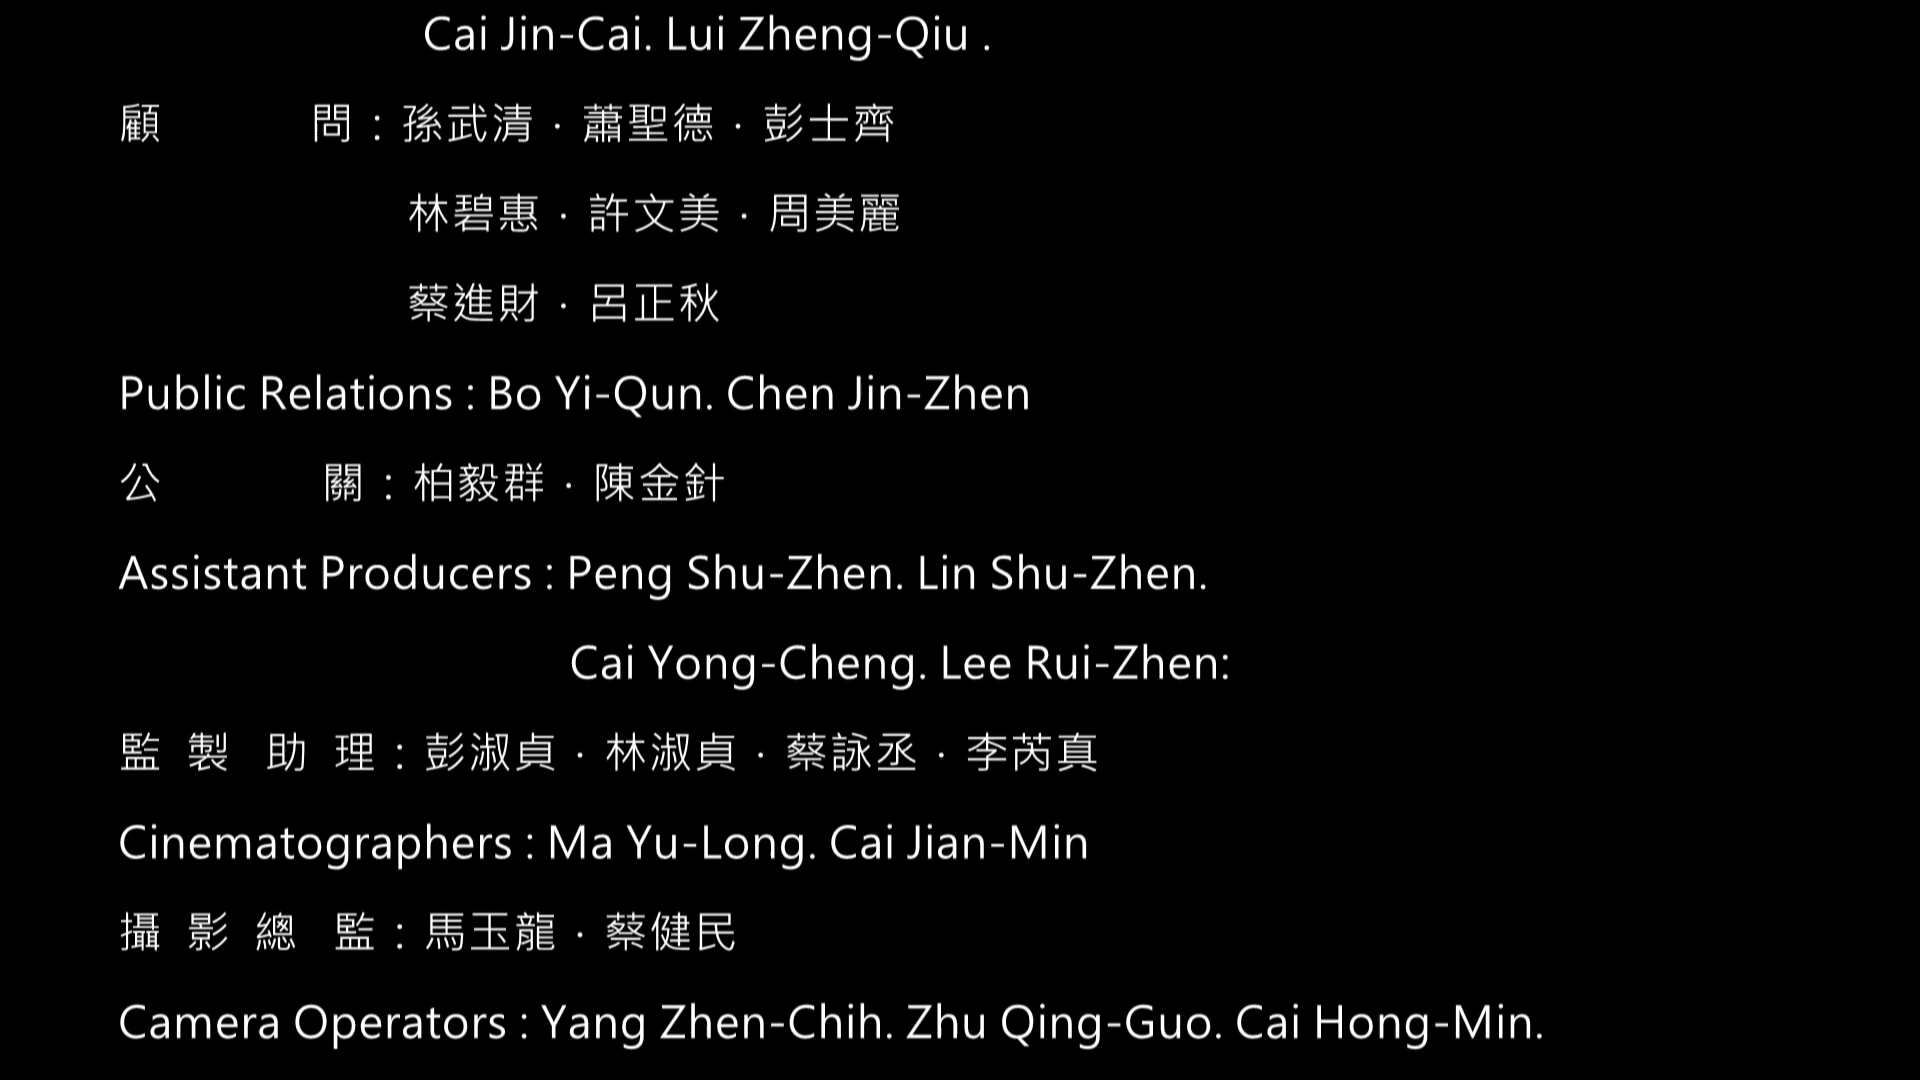 Cai Jin-Cai. Lui Zheng-Qiu .
顧 問：孫武清．蕭聖德．彭士齊
林碧惠．許文美．周美麗
蔡進財．呂正秋
Public Relations : Bo Yi-Qun. Chen Jin-Zhen
公 關：柏毅群．陳金針
Assistant Producers : Peng Shu-Zhen. Lin Shu-Zhen.
Cai Yong-Cheng. Lee Rui-Zhen:
監 製 助 理：彭淑貞．林淑貞．蔡詠丞．李芮真
Cinematographers : Ma Yu-Long. Cai Jian-Min
攝 影 總 監：馬玉龍．蔡健民
Camera Operators : Yang Zhen-Chih. Zhu Qing-Guo. Cai Hong-Min.